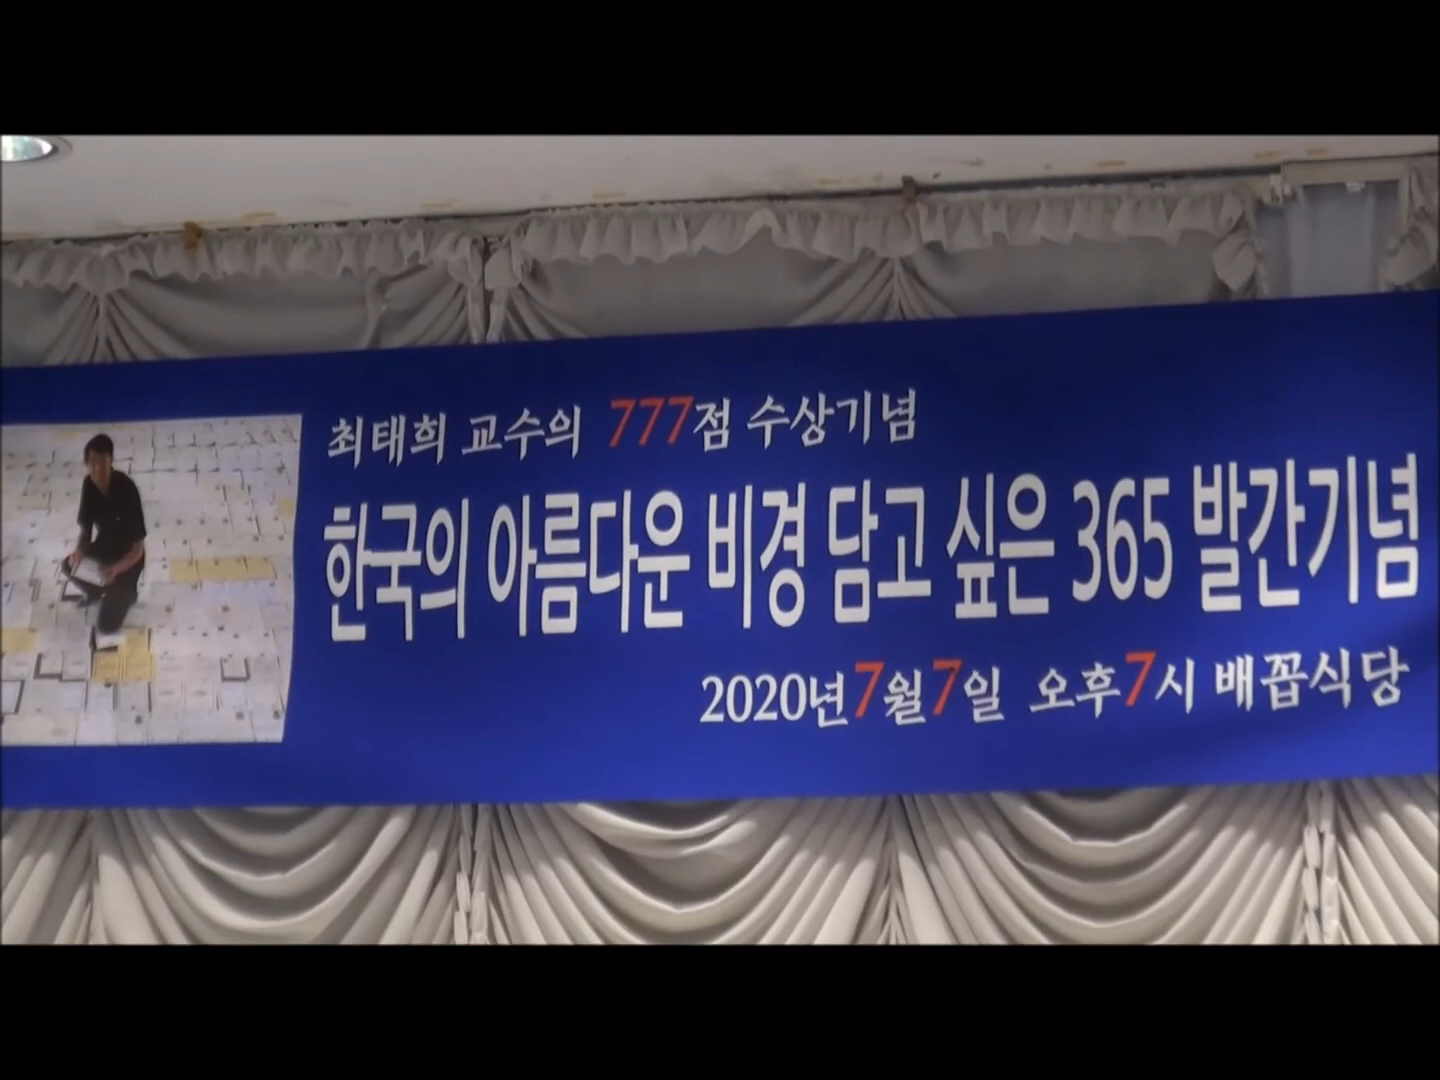 최태희 교수의 777점 수상기념
한국의 아름다운 비경 담고 싶은 365 발간기념
2020년 7월 7일 오후 7시 배꼽식당